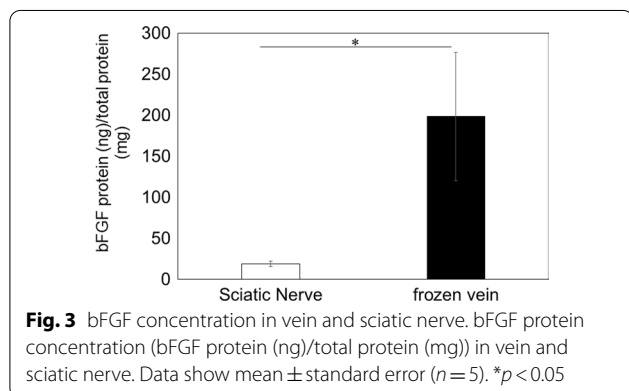 *
300
250
200
150
100
50
0
bFGF protein (ng)/total protein
(mg)
Sciatic Nerve frozen vein
Fig. 3 bFGF concentration in vein and sciatic nerve. bFGF protein
concentration (bFGF protein (ng)/total protein (mg)) in vein and
sciatic nerve. Data show mean ± standard error (n = 5). *p < 0.05